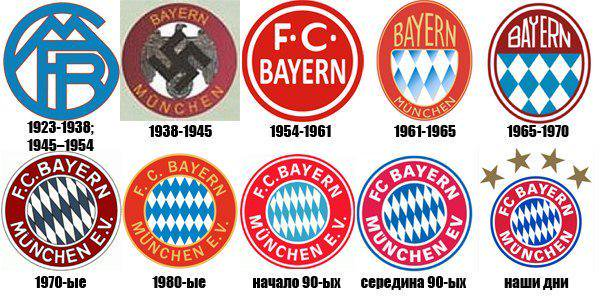 BAYERN
MÜNCHEN
F·C·
BAYERN
BAYERN
MÜNCHEN
BAYERN
1923-1938;
1945–1954
1938-1945
1954-1961
1961-1965
1965-1970
F.C. BAYERN
MÜNCHEN E.V.
F. C. BAYERN
MÜNCHEN E.V.
F.C. BAYERN
MÜNCHEN E.V.
FC BAYERN
MÜNCHEN EV
FC BAYERN
MÜNCHEN
1970-ые
1980-ые
начало 90-ых
середина 90-ых
наши дни